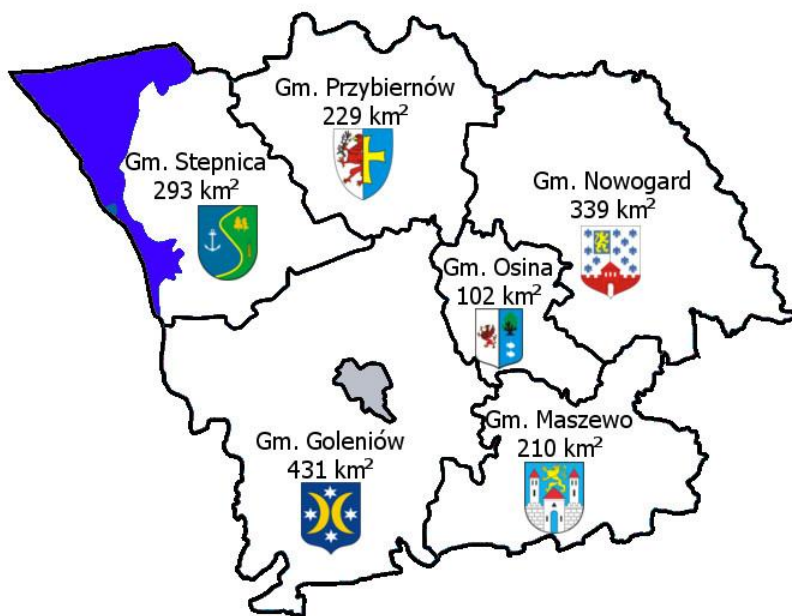 Gm. Przybiernów
229 km²
Gm. Stepnica
293 km²
Gm. Nowogard
339 km²
Gm. Osina
102 km²
Gm. Maszewo
210 km²
Gm. Goleniów
431 km²